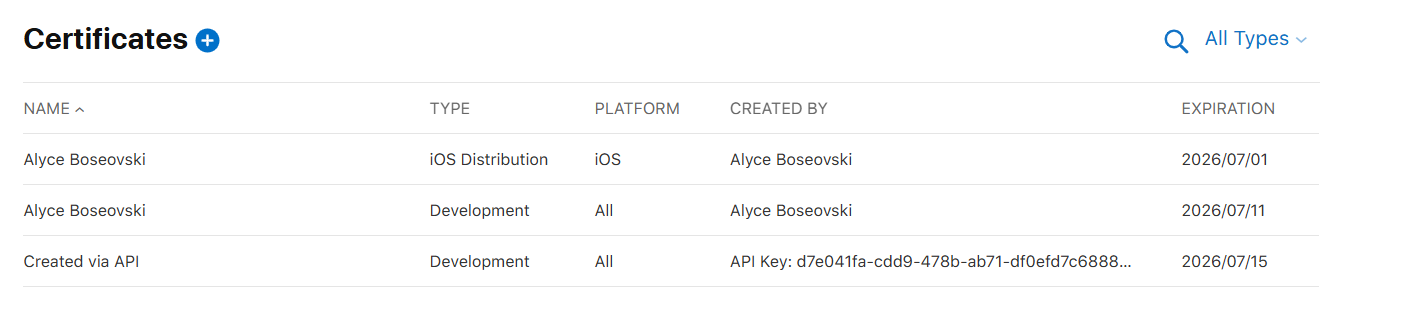 Certificates
All Types
NAME TYPE PLATFORM CREATED BY EXPIRATION
Alyce Boseovski iOS Distribution iOS Alyce Boseovski 2026/07/01
Alyce Boseovski Development All Alyce Boseovski 2026/07/11
Created via API Development All API Key: d7e041fa-cdd9-478b-ab71-df0efd7c6888... 2026/07/15